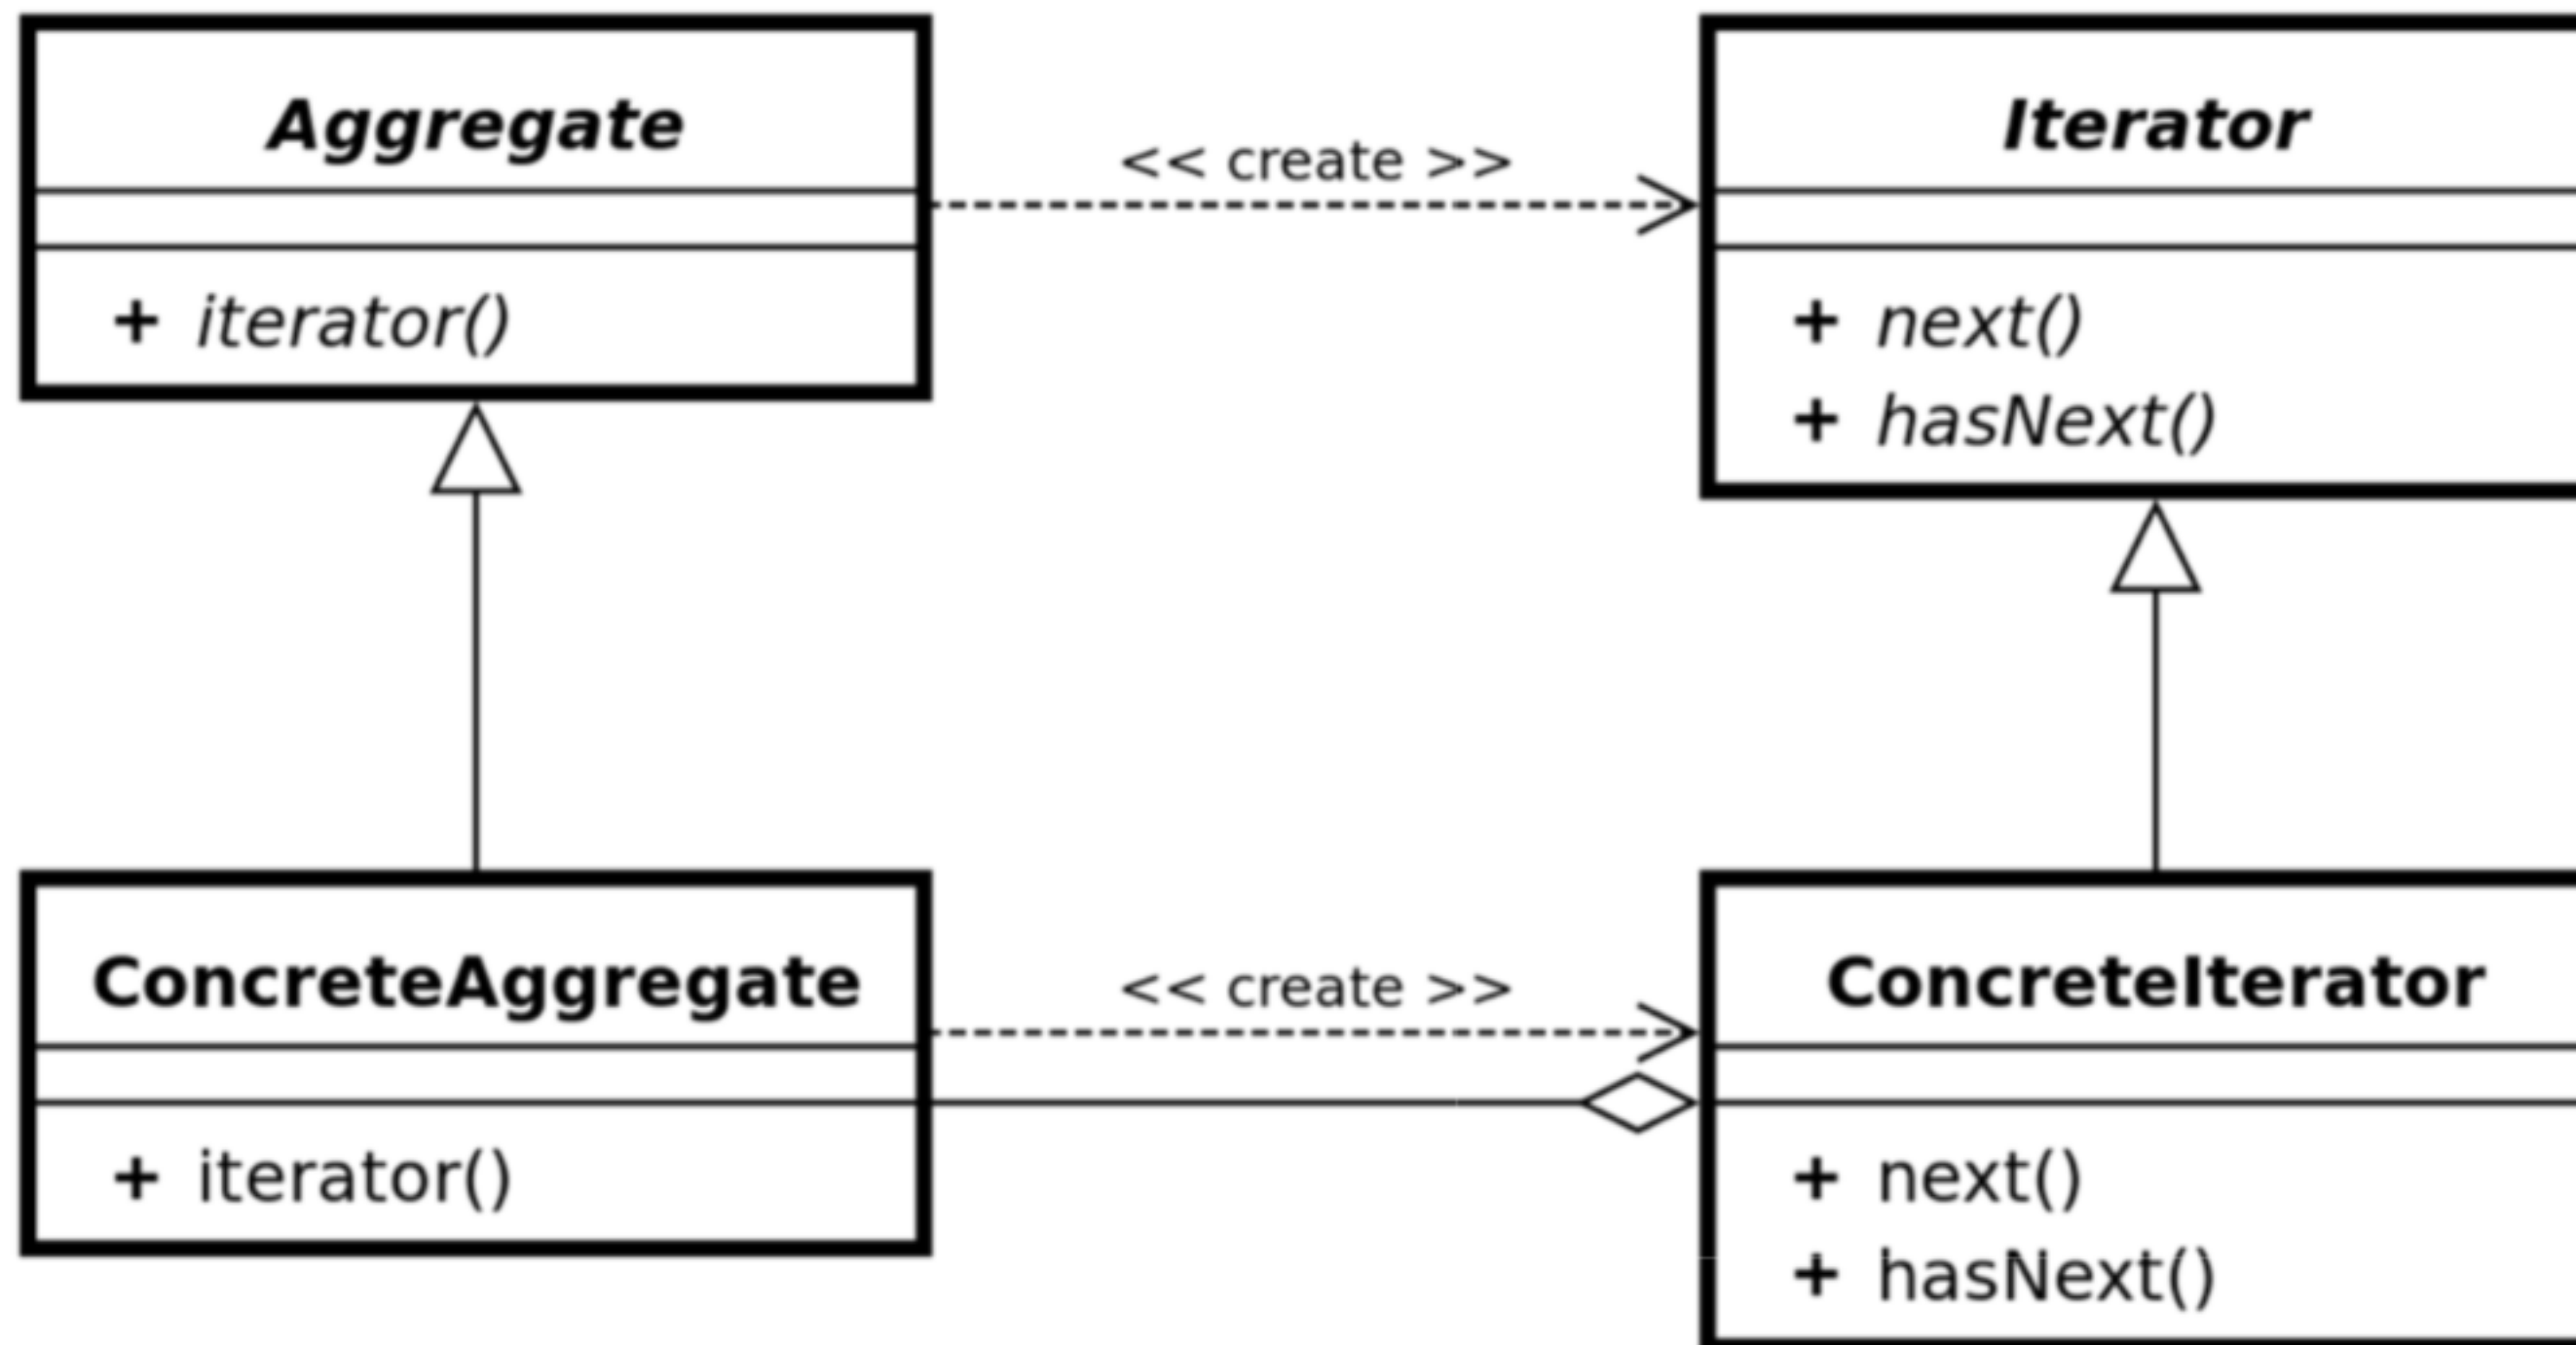 Aggregate
+ iterator()
<< create >>
Iterator
+ next()
+ hasNext()
ConcreteAggregate
+ iterator()
<< create >>
ConcreteIterator
+ next()
+ hasNext()